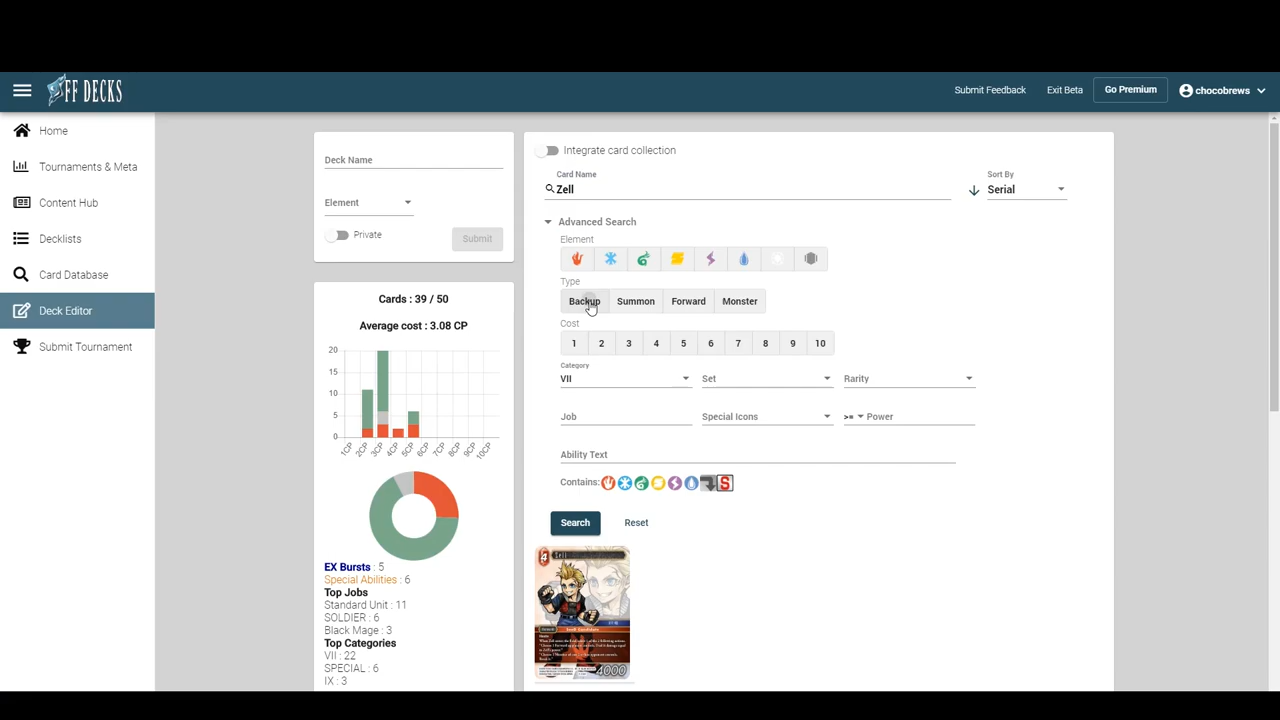 FF DECKS
Submit Feedback
Exit Beta
Go Premium
chocobrews
Home
Tournaments & Meta
Content Hub
Decklists
Card Database
Deck Editor
Submit Tournament
Deck Name
Element
Private
Submit
Cards : 39 / 50
Average cost : 3.08 CP
20
15
10
5
0
1CP
2CP
3CP
4CP
5CP
6CP
7CP
8CP
9CP
10CP
EX Bursts : 5
Special Abilities : 6
Top Jobs
Standard Unit : 11
SOLDIER : 6
Black Mage : 3
Top Categories
VII : 22
SPECIAL : 6
IX : 3
Integrate card collection
Card Name
Zell
Sort By
Serial
Advanced Search
Element
Type
Backup
Summon
Forward
Monster
Cost
1
2
3
4
5
6
7
8
9
10
Category
VII
Set
Rarity
Job
Special Icons
>= Power
Ability Text
Contains:
S
Search
Reset
4
Zell
4000